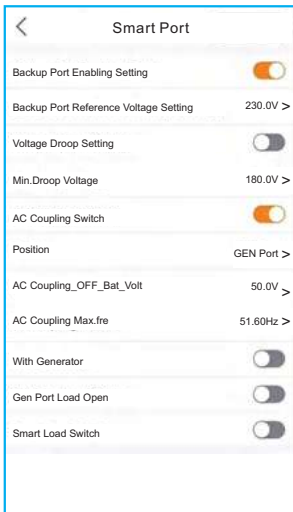 Smart Port
Backup Port Enabling Setting
Backup Port Reference Voltage Setting 230.0V >
Voltage Droop Setting
Min.Droop Voltage 180.0V >
AC Coupling Switch
Position GEN Port >
AC Coupling_OFF_Bat_Volt 50.0V >
AC Coupling Max.fre 51.60Hz >
With Generator
Gen Port Load Open
Smart Load Switch